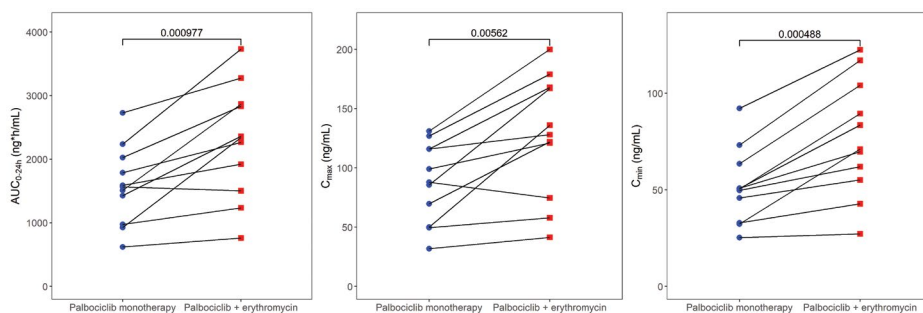 0.000977
4000
3000
2000
1000
0
AUC0-24h (ng*h/mL)
Palbociclib monotherapy Palbociclib + erythromycin
0.00562
200
150
100
50
0
Cmax (ng/mL)
Palbociclib monotherapy Palbociclib + erythromycin
0.000488
100
50
0
Cmin (ng/mL)
Palbociclib monotherapy Palbociclib + erythromycin